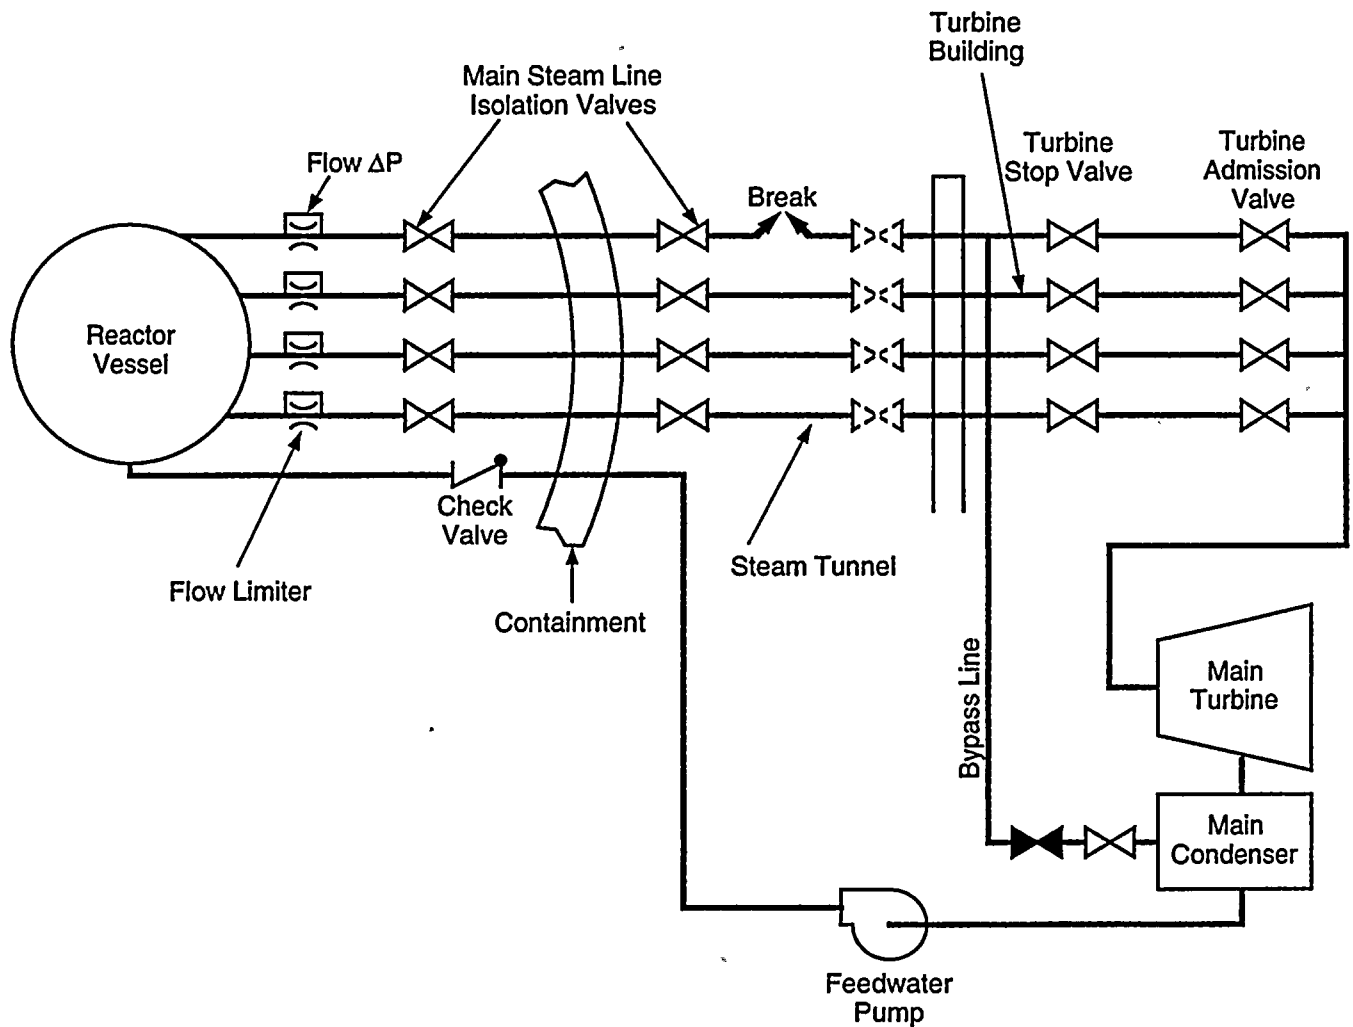 Turbine
Building
Main Steam Line
Isolation Valves
Flow ΔP
Turbine
Stop Valve
Turbine
Admission
Valve
Break
Reactor
Vessel
Check
Valve
Steam Tunnel
Flow Limiter
Containment
Bypass Line
Main
Turbine
Main
Condenser
Feedwater
Pump